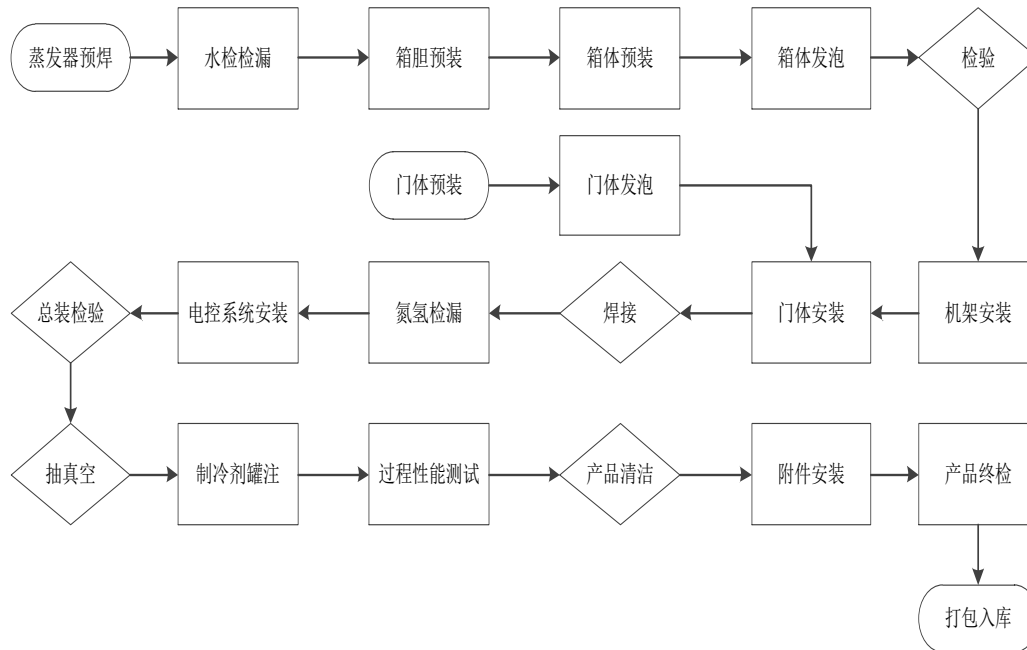 蒸发器预焊
水检检漏
箱胆预装
箱体预装
箱体发泡
检验
门体预装
门体发泡
总装检验
电控系统安装
氮氢检漏
焊接
门体安装
机架安装
抽真空
制冷剂罐注
过程性能测试
产品清洁
附件安装
产品终检
打包入库